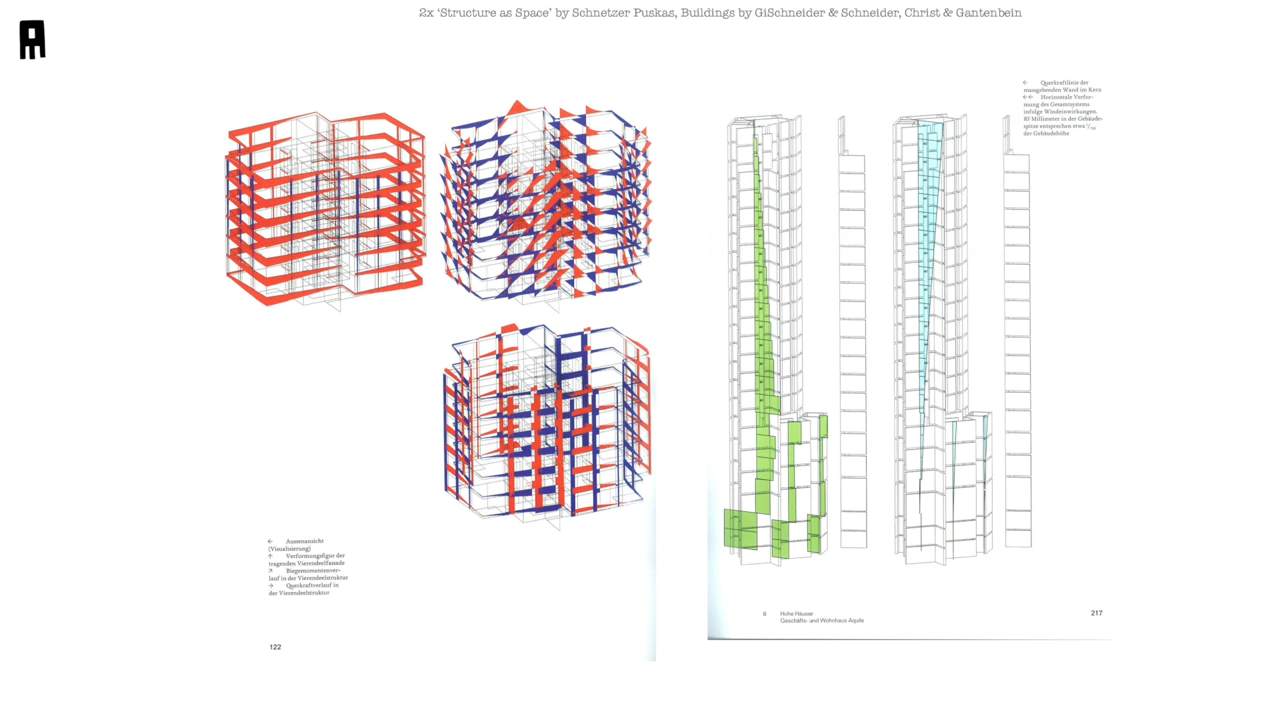 2x ‘Structure as Space’ by Schnetzer Puskas, Buildings by GiSchneider & Schneider, Christ & Gantenbein
← Aussenansicht
(Visualisierung)
↑ Verformungsfigur der
tragenden Vierendeelfassade
↗ Biegemomentenver-
lauf in der Vierendeelstruktur
→ Querkraftverlauf in
der Vierendeelstruktur
122
← Querkraftlinie der
massgebenden Wand im Kern
←← Horizontale Verfor-
mung des Gesamtsystems
infolge Windeinwirkungen.
83 Millimeter in der Gebäude-
spitze entsprechen etwa
der Gebäudehöhe
6 Hohe Häuser
Geschäfts- und Wohnhaus Aquila
217